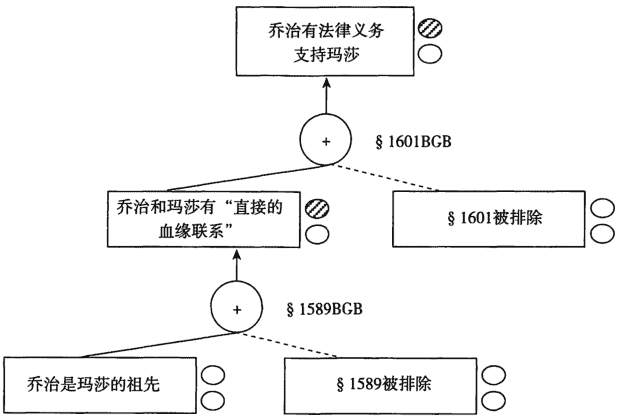 乔治有法律义务
支持玛莎
+
§1601BGB
乔治和玛莎有“直接的
血缘联系”
§1601被排除
+
§1589BGB
乔治是玛莎的祖先
§1589被排除